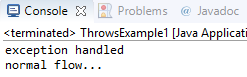 Console Problems @ Javadoc
<terminated> ThrowsExample1 [Java Applicati
exception handled
normal flow...